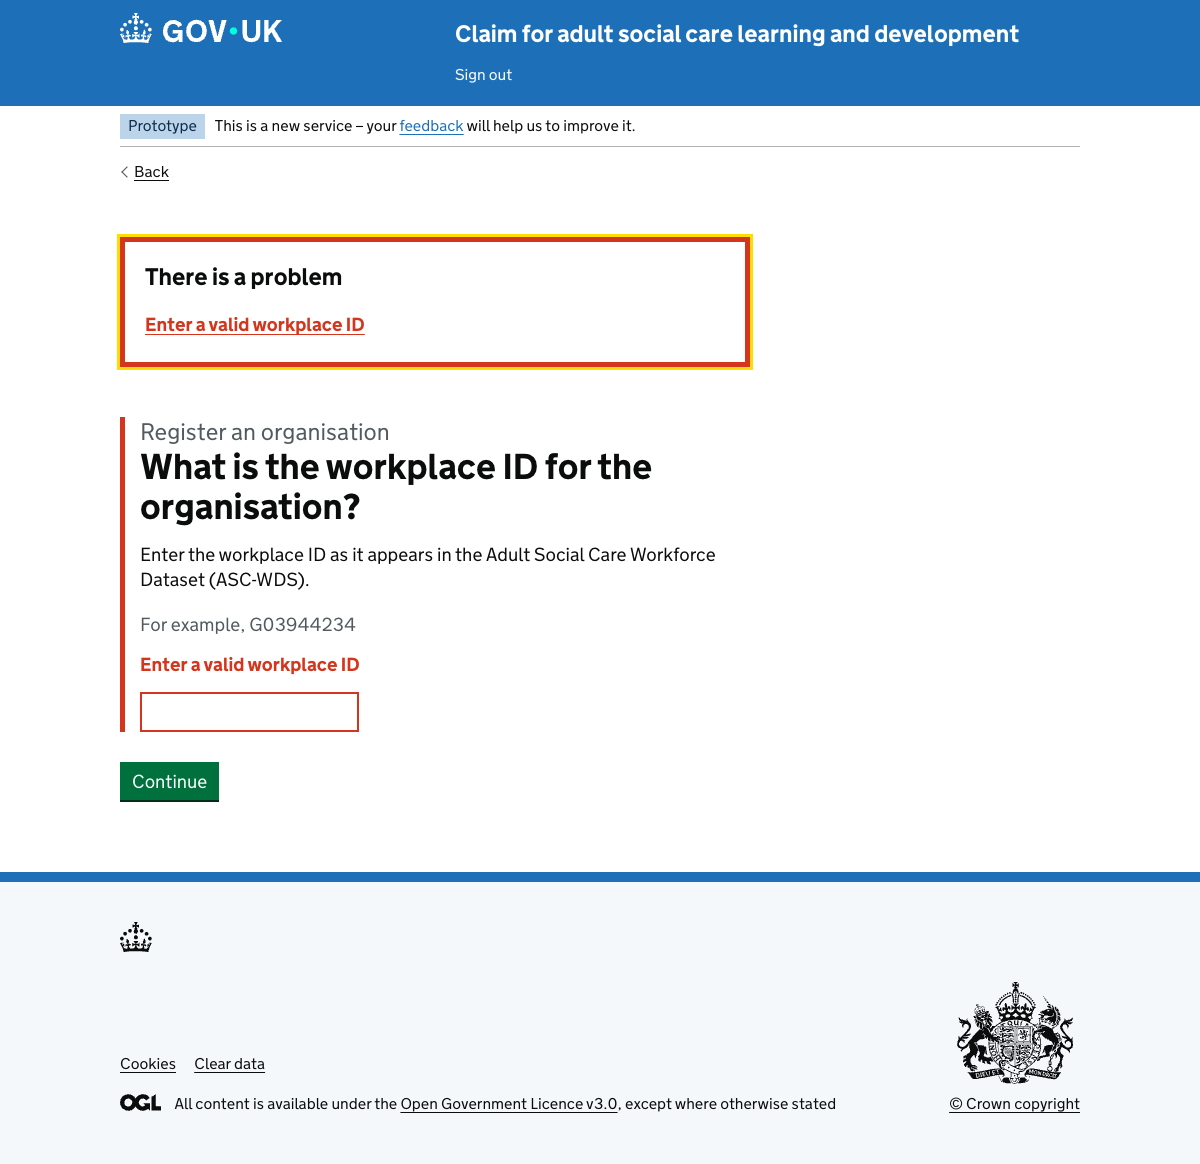 GOV·UK
Claim for adult social care learning and development
Sign out
Prototype This is a new service – your feedback will help us to improve it.
Back
There is a problem
Enter a valid workplace ID
Register an organisation
What is the workplace ID for the
organisation?
Enter the workplace ID as it appears in the Adult Social Care Workforce
Dataset (ASC-WDS).
For example, G03944234
Enter a valid workplace ID
Continue
Cookies Clear data
OGL All content is available under the Open Government Licence v3.0, except where otherwise stated
© Crown copyright